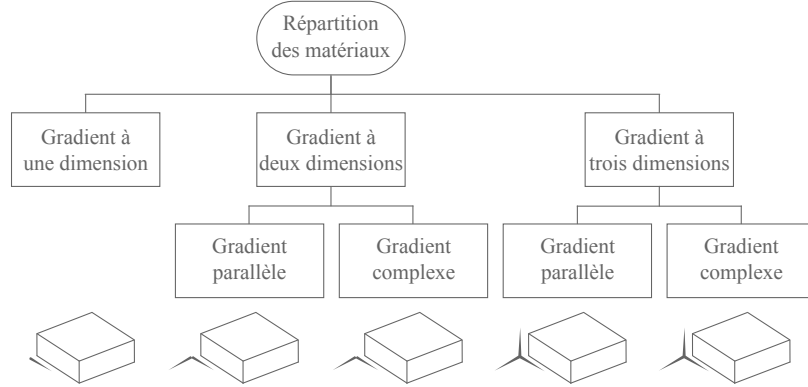 Répartition
des matériaux
Gradient à
une dimension
Gradient à
deux dimensions
Gradient à
trois dimensions
Gradient
parallèle
Gradient
complexe
Gradient
parallèle
Gradient
complexe